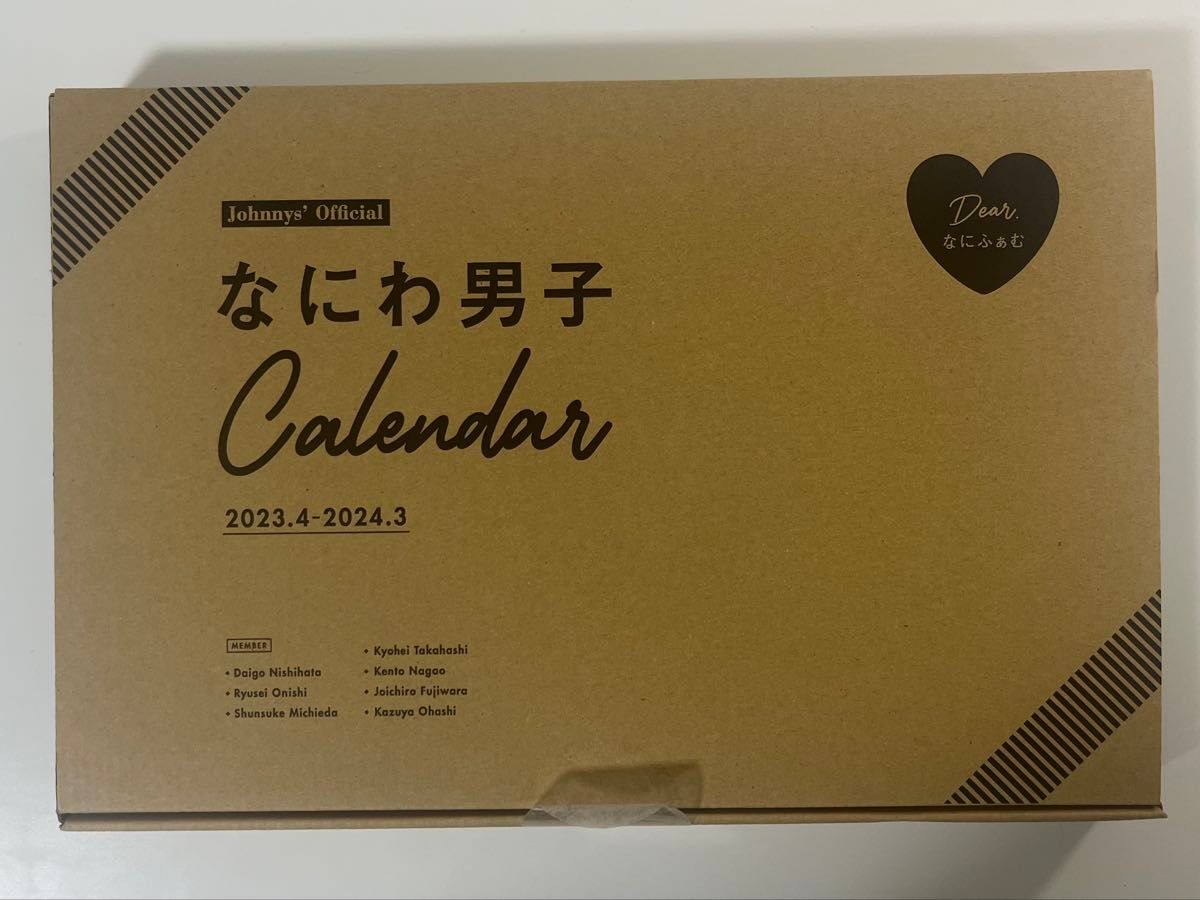 Johnnys' Official
なにわ男子
Calendar
2023.4-2024.3
Dear.
なにふぁむ
MEMBER
• Daigo Nishihata
• Ryusei Onishi
• Shunsuke Michieda
• Kyohei Takahashi
• Kento Nagao
• Joichiro Fujiwara
• Kazuya Ohashi